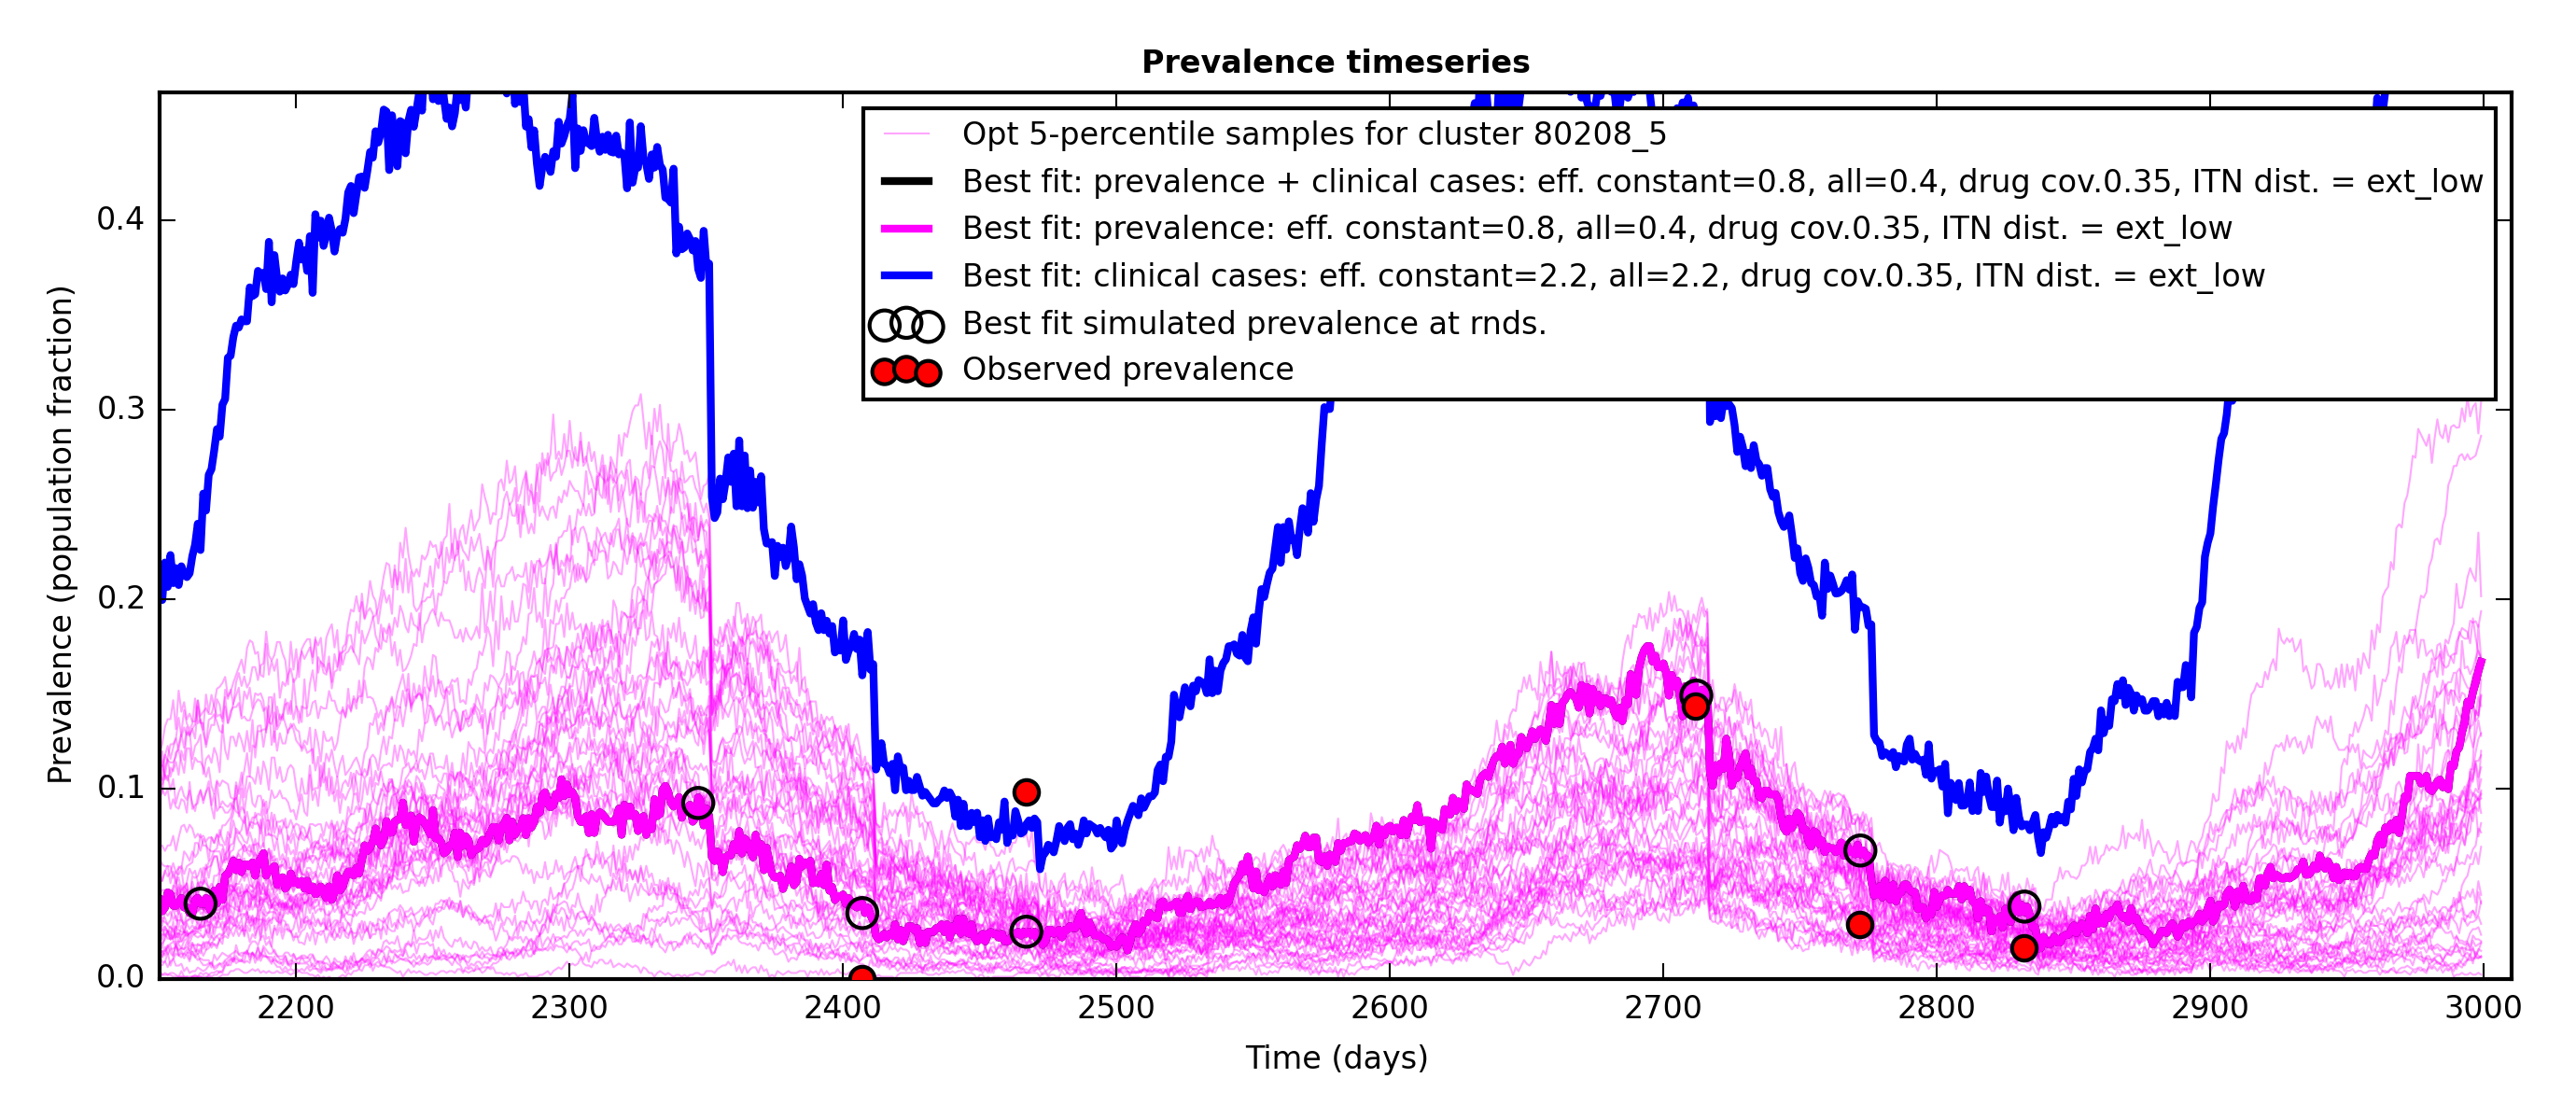 Prevalence timeseries
Opt 5-percentile samples for cluster 80208_5
Best fit: prevalence + clinical cases: eff. constant=0.8, all=0.4, drug cov.0.35, ITN dist. = ext_low
Best fit: prevalence: eff. constant=0.8, all=0.4, drug cov.0.35, ITN dist. = ext_low
Best fit: clinical cases: eff. constant=2.2, all=2.2, drug cov.0.35, ITN dist. = ext_low
Best fit simulated prevalence at rnds.
Observed prevalence
Prevalence (population fraction)
0.4
0.3
0.2
0.1
0.0
2200 2300 2400 2500 2600 2700 2800 2900 3000
Time (days)